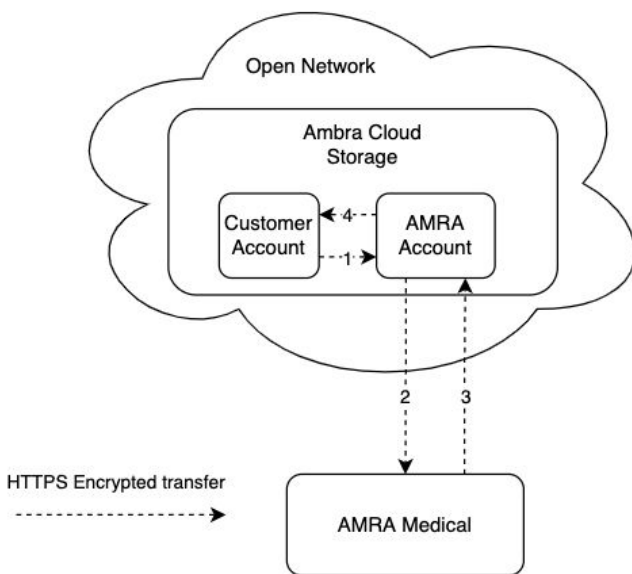 Open Network
Ambra Cloud
Storage
Customer
Account
4
1
AMRA
Account
2
3
HTTPS Encrypted transfer
AMRA Medical